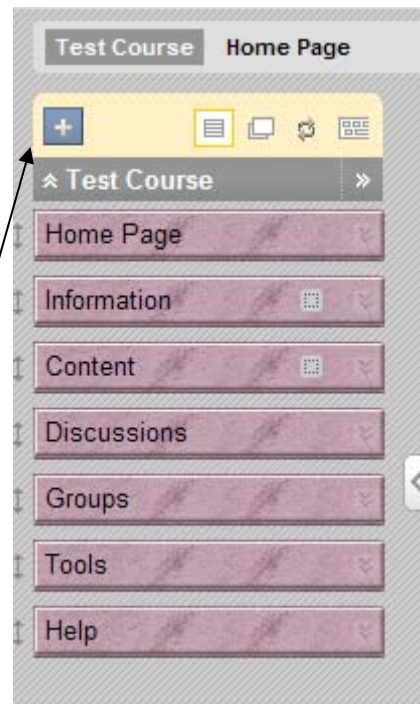 Test Course Home Page
Test Course
Home Page
Information
Content
Discussions
Groups
Tools
Help